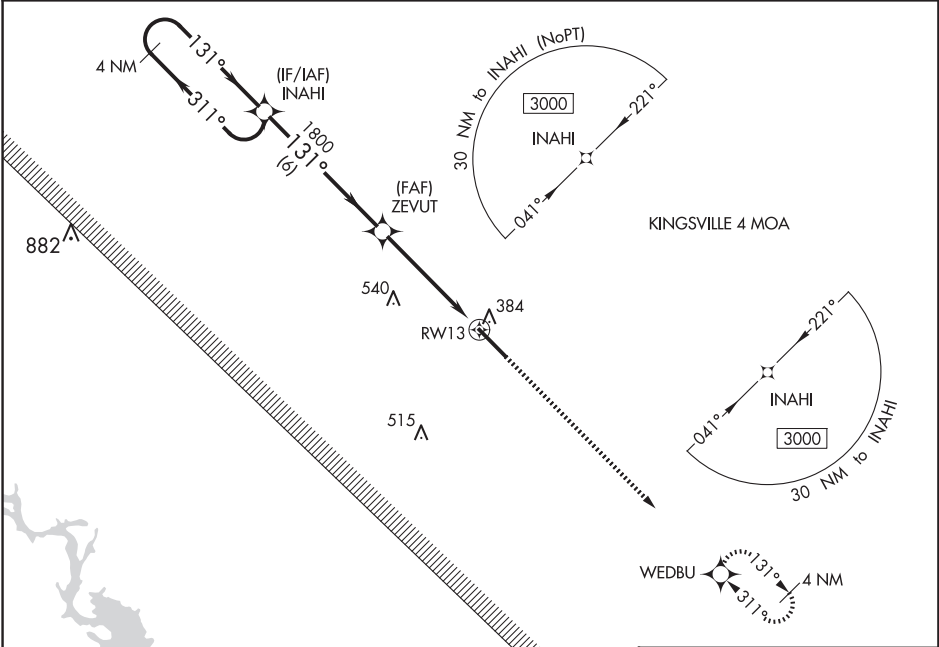 131°
4 NM
311°
(IF/IAF)
INAHI
1800
131°
(6)
(FAF)
ZEVUT
30 NM to INAHI (NoPT)
3000
INAHI
221°
041°
KINGSVILLE 4 MOA
882
540
384
RW13
515
221°
INAHI
041°
3000
30 NM to INAHI
WEDBU
131°
4 NM
311°